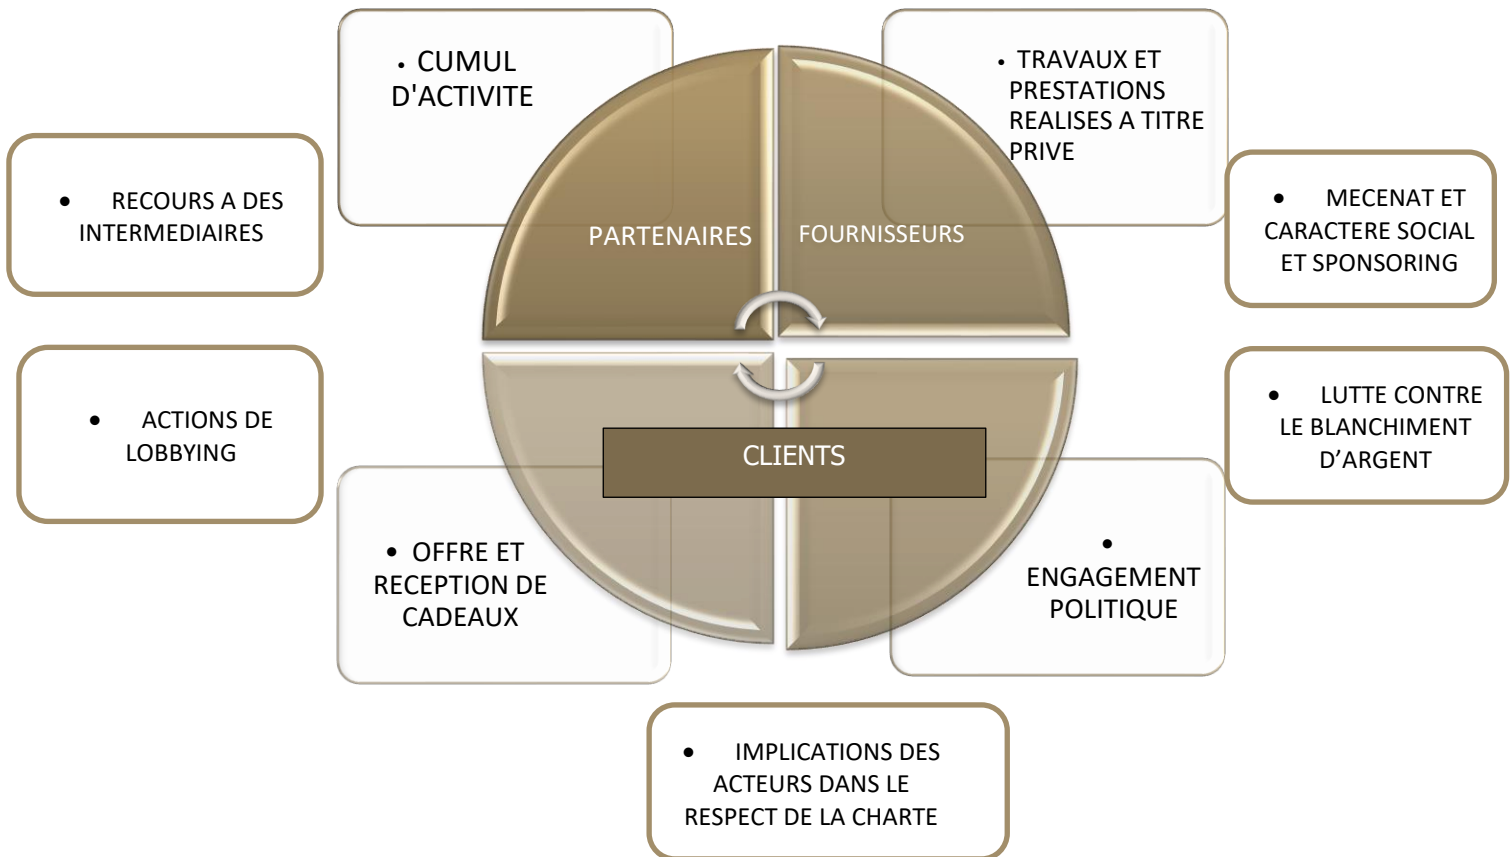 • CUMUL
D'ACTIVITE
• TRAVAUX ET
PRESTATIONS
REALISES A TITRE
PRIVE
• RECOURS A DES
INTERMEDIAIRES
PARTENAIRES
FOURNISSEURS
• MECENAT ET
CARACTERE SOCIAL
ET SPONSORING
• ACTIONS DE
LOBBYING
• LUTTE CONTRE
LE BLANCHIMENT
D’ARGENT
CLIENTS
• OFFRE ET
RECEPTION DE
CADEAUX
•
ENGAGEMENT
POLITIQUE
• IMPLICATIONS DES
ACTEURS DANS LE
RESPECT DE LA CHARTE